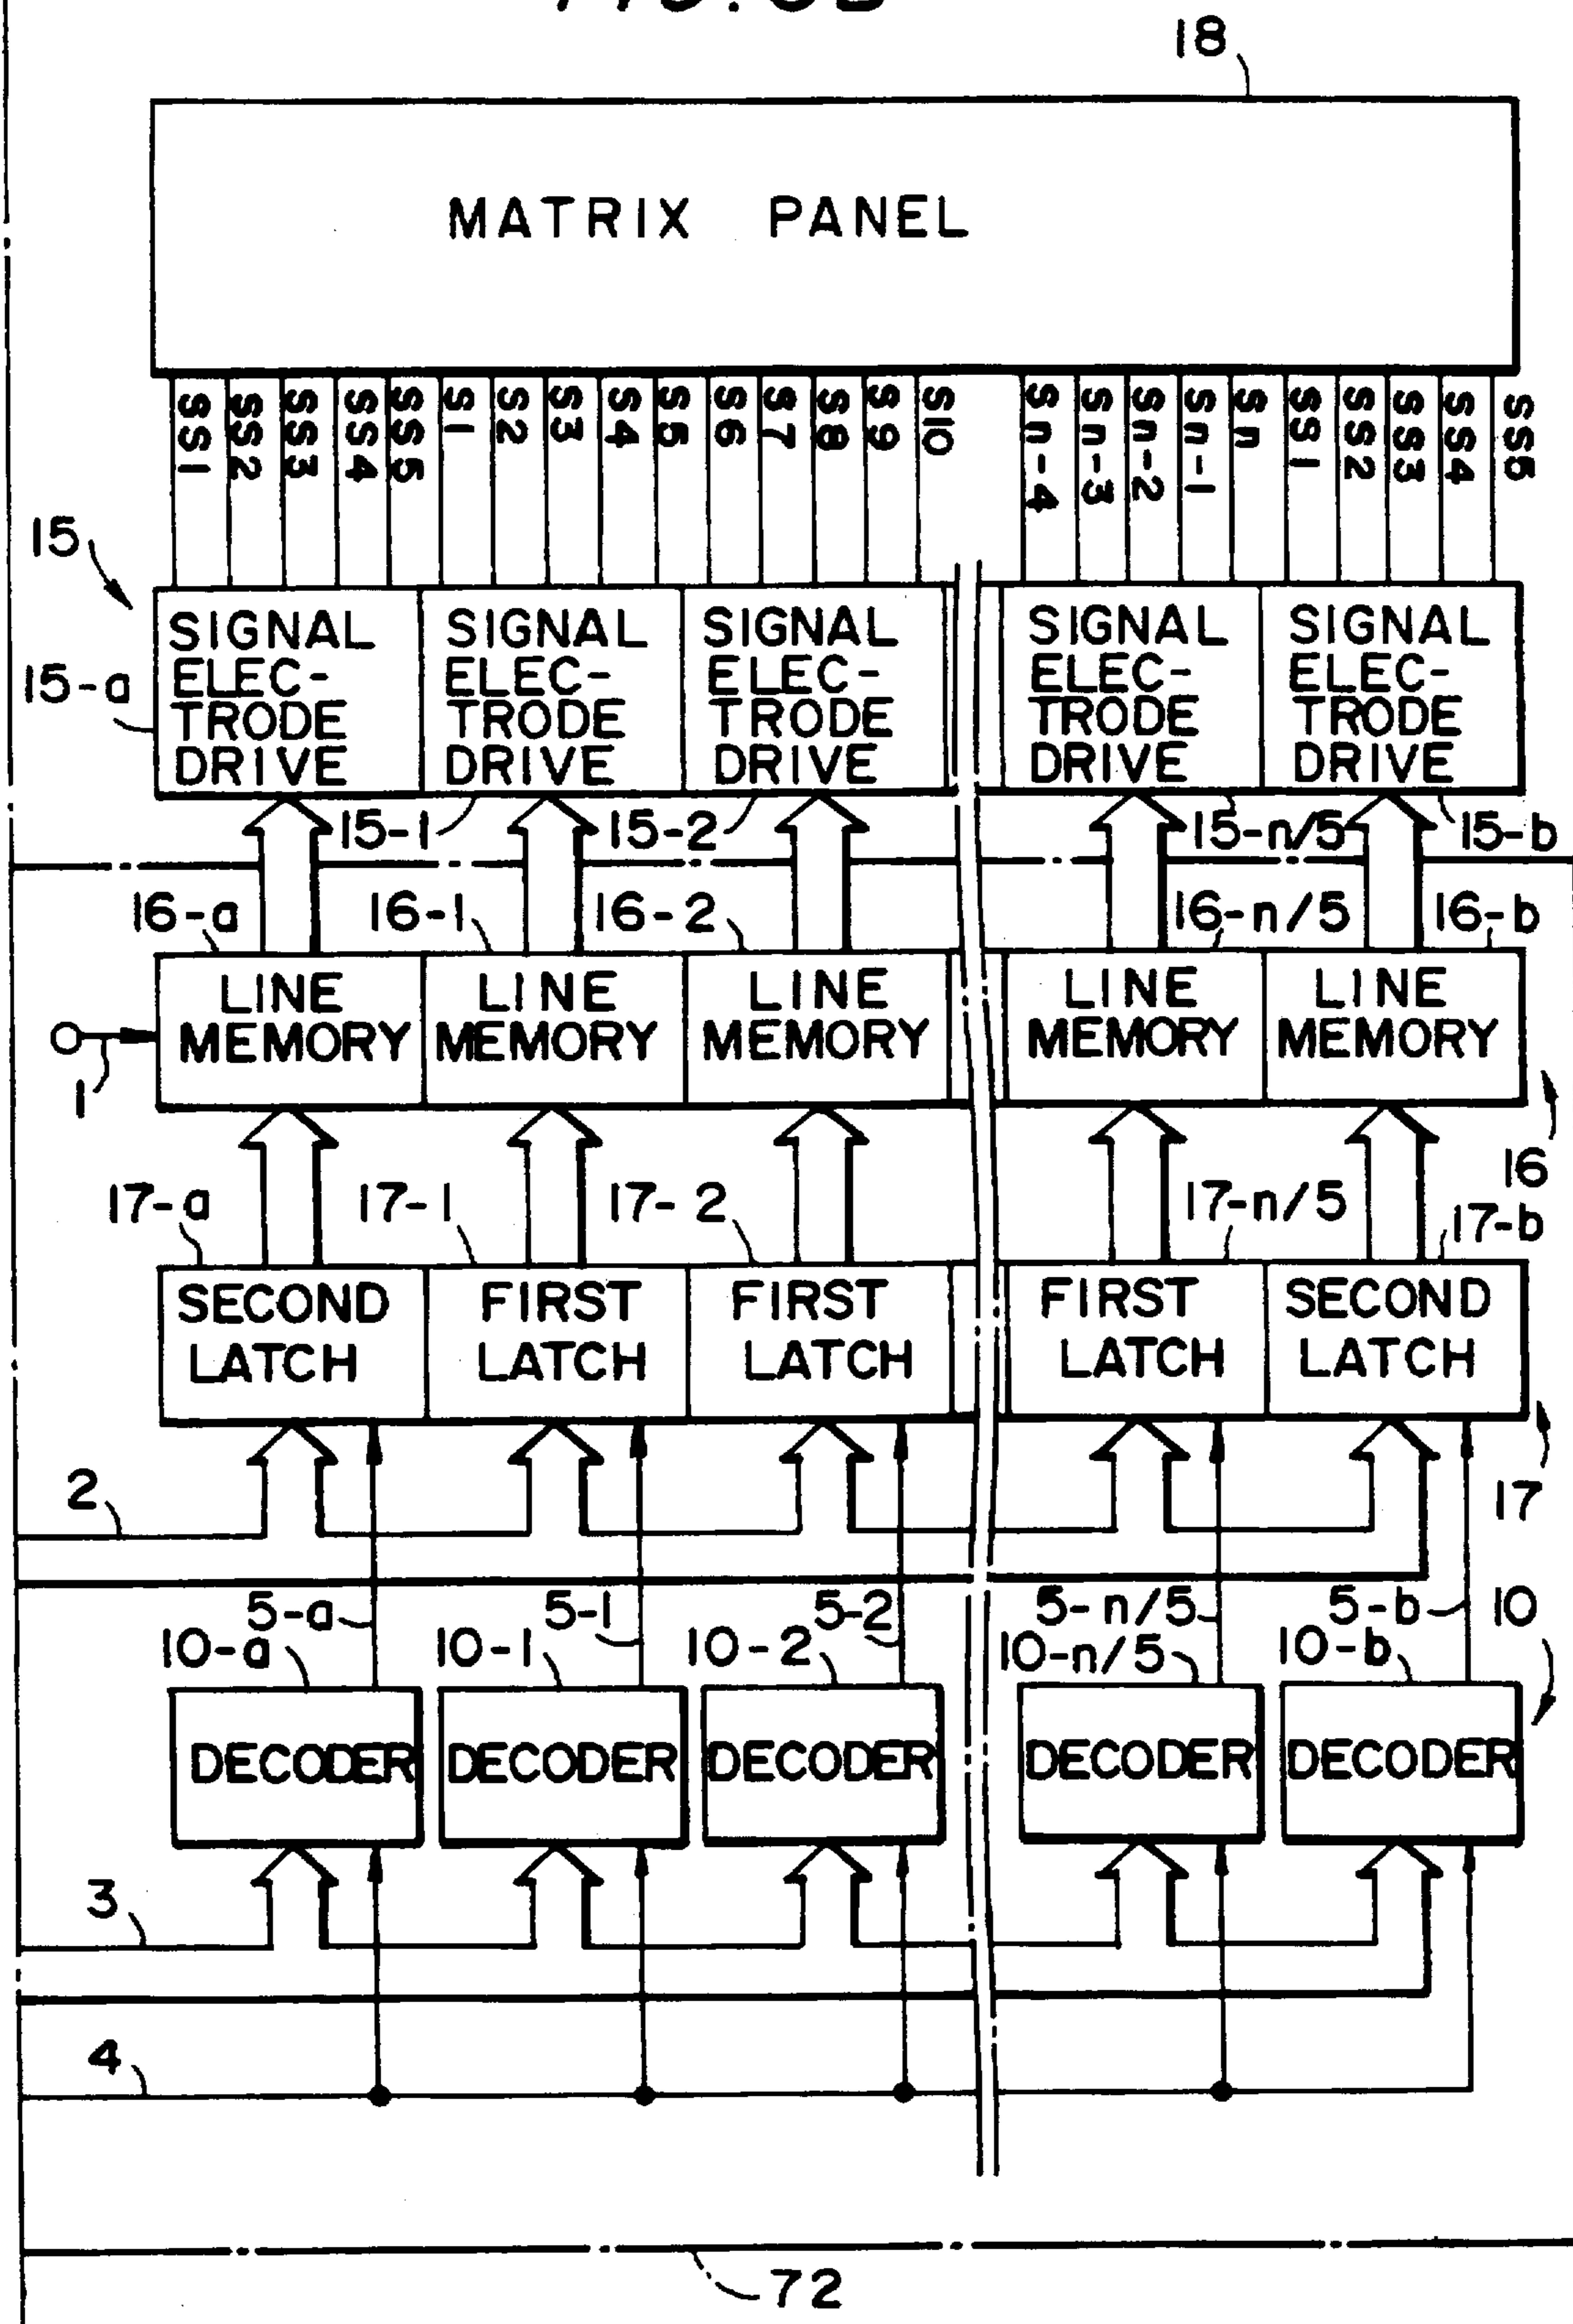 18
MATRIX PANEL
SS1 SS2 SS3 SS4 SS5 S1 S2 S3 S4 S5 S6 S7 S8 S9 S10 Sn-4 Sn-3 Sn-2 Sn-1 Sn SS1 SS2 SS3 SS4 SS5
15
15-a
SIGNAL ELEC- TRODE DRIVE
SIGNAL ELEC- TRODE DRIVE
SIGNAL ELEC- TRODE DRIVE
SIGNAL ELEC- TRODE DRIVE
SIGNAL ELEC- TRODE DRIVE
15-1 15-2 15-n/5 15-b
16-a 16-1 16-2 16-n/5 16-b
LINE LINE LINE LINE LINE
MEMORY MEMORY MEMORY MEMORY MEMORY
1
16
17-a 17-1 17-2 17-n/5 17-b
SECOND FIRST FIRST FIRST SECOND
LATCH LATCH LATCH LATCH LATCH
2
17
5-a 5-1 5-2 5-n/5 5-b 10
10-a 10-1 10-2 10-n/5 10-b
DECODER DECODER DECODER DECODER DECODER
3
4
72